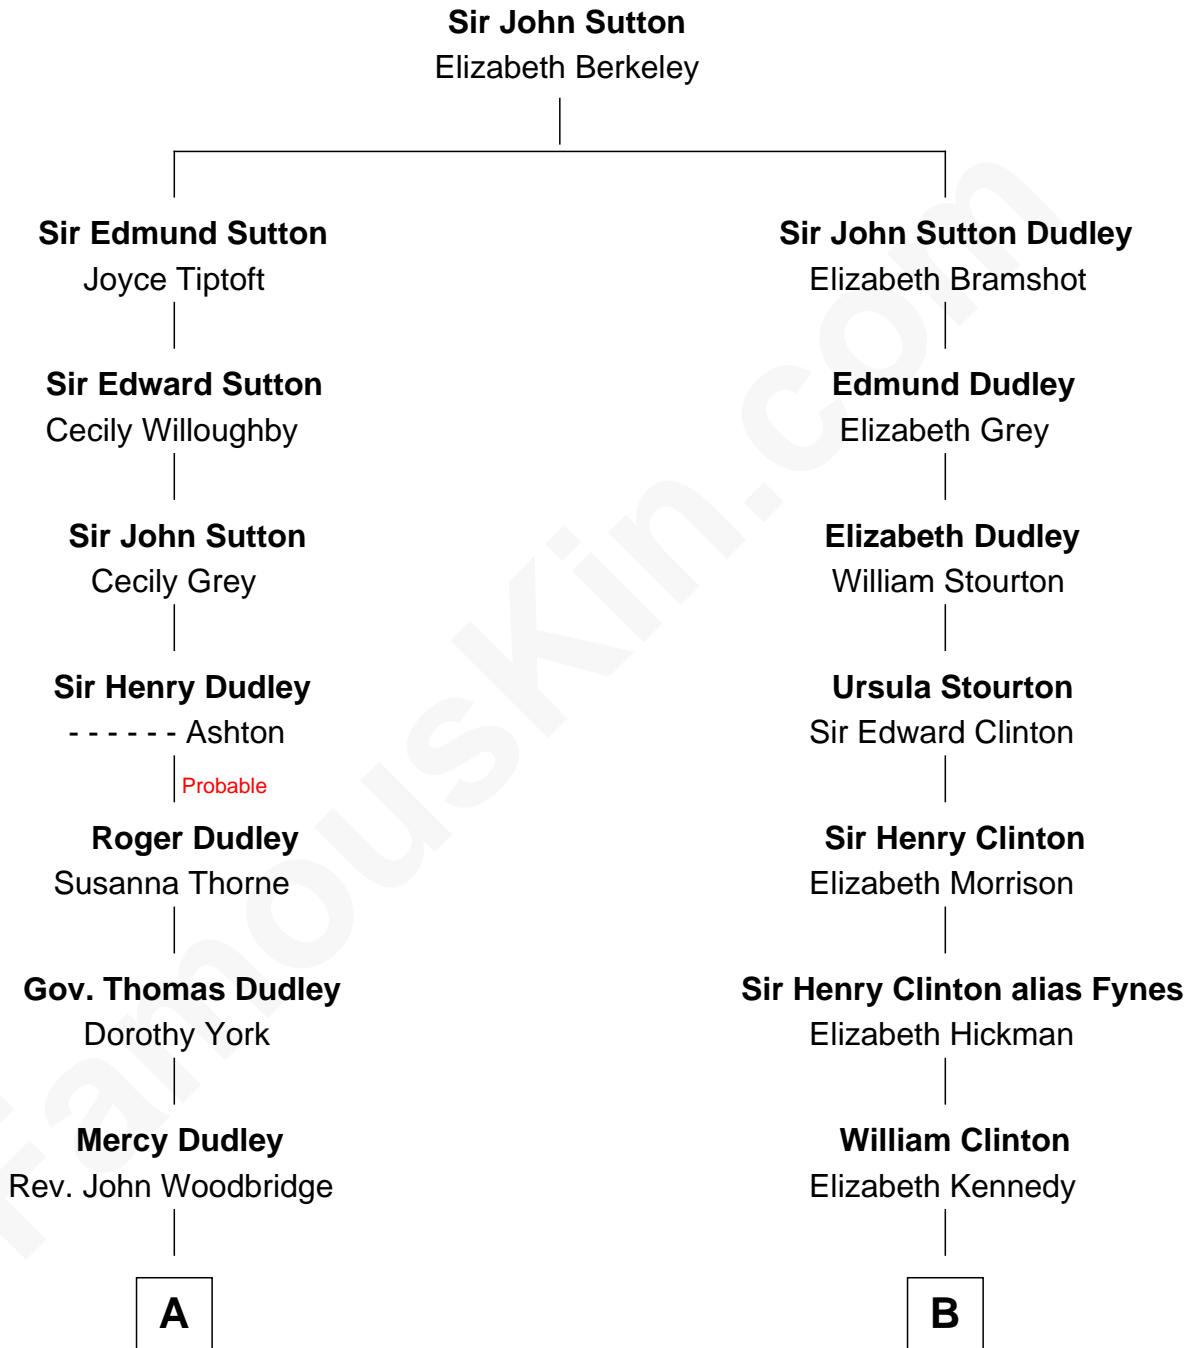 Sir John Sutton
Elizabeth Berkeley
Sir Edmund Sutton
Joyce Tiptoft
Sir John Sutton Dudley
Elizabeth Bramshot
Sir Edward Sutton
Cecily Willoughby
Edmund Dudley
Elizabeth Grey
Sir John Sutton
Cecily Grey
Elizabeth Dudley
William Stourton
Sir Henry Dudley
- - - - - - Ashton
Ursula Stourton
Sir Edward Clinton
Probable
Roger Dudley
Susanna Thorne
Sir Henry Clinton
Elizabeth Morrison
Gov. Thomas Dudley
Dorothy York
Sir Henry Clinton alias Fynes
Elizabeth Hickman
Mercy Dudley
Rev. John Woodbridge
William Clinton
Elizabeth Kennedy
A
B
FamousKin.com